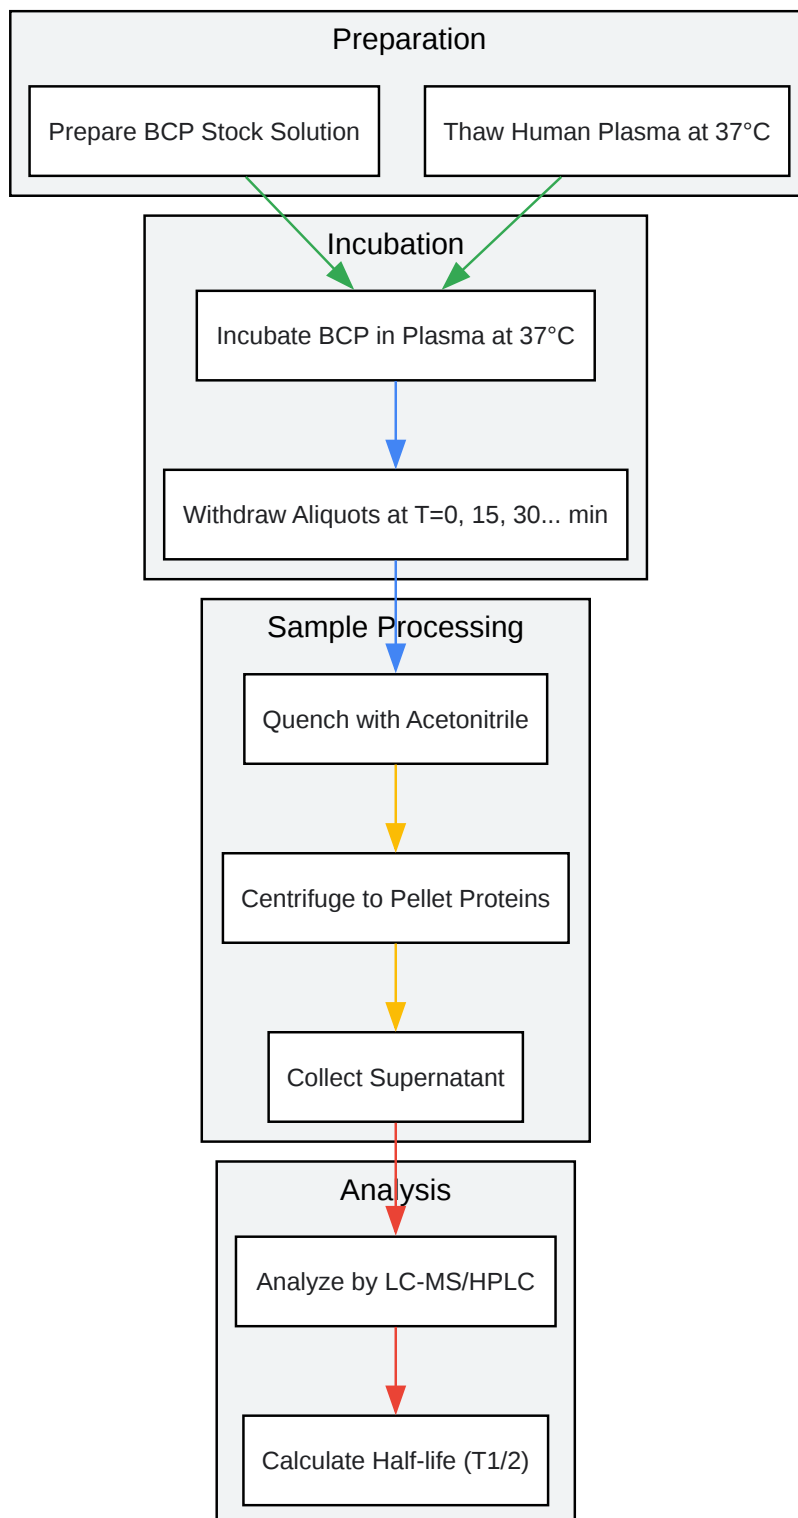 Preparation
Prepare BCP Stock Solution
Thaw Human Plasma at 37°C
Incubation
Incubate BCP in Plasma at 37°C
Withdraw Aliquots at T=0, 15, 30... min
Sample Processing
Quench with Acetonitrile
Centrifuge to Pellet Proteins
Collect Supernatant
Analysis
Analyze by LC-MS/HPLC
Calculate Half-life (T1/2)